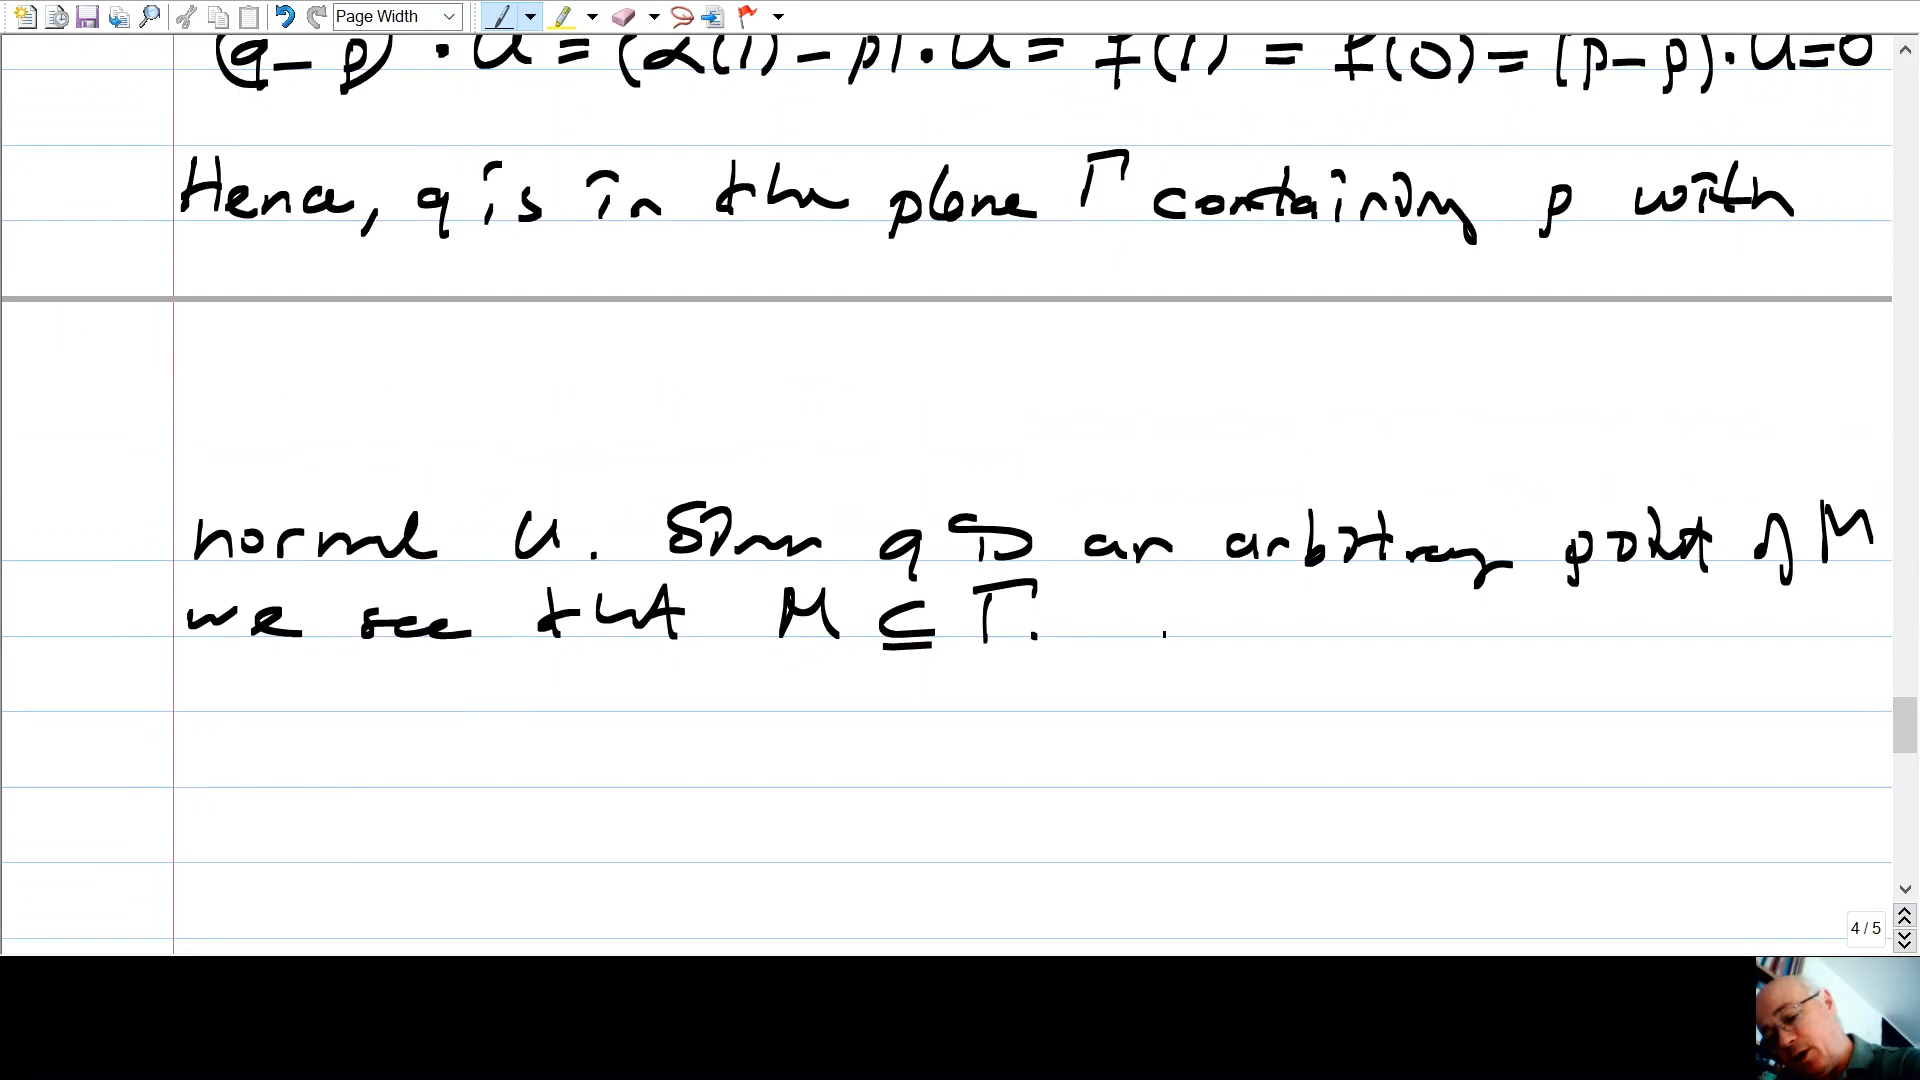 Page Width
(q-p)·U=(α(1)-p)·U=f(1)=f(0)=(p-p)·U=0
Hence, q is in the plane Γ containing p with
normal U. Since q is an arbitrary point of M
we see that M ⊆ Γ.
4 / 5